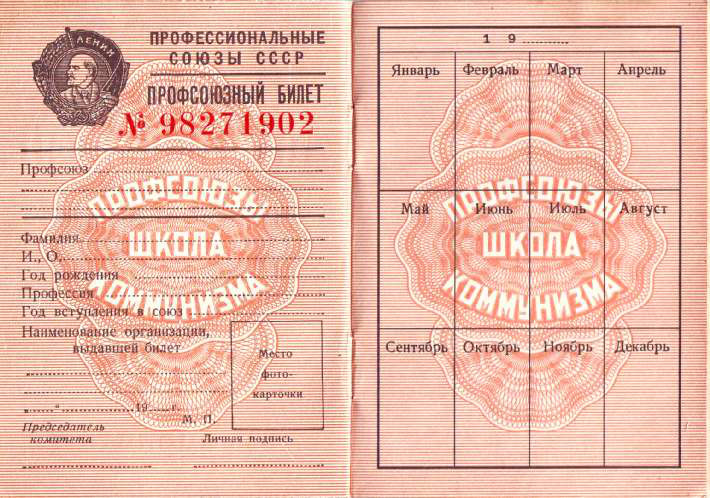 ЛЕНИН
ПРОФЕССИОНАЛЬНЫЕ
СОЮЗЫ СССР
ПРОФСОЮЗНЫЙ БИЛЕТ
№ 98271902
Профсоюз
ПРОФСОЮЗЫ
ШКОЛА
КОММУНИЗМА
Фамилия
И., О.
Год рождения
Профессия
Год вступления в союз
Наименование организации,
выдавшей билет
Место
фото-
карточки
„ “ 19 г.
М. П.
Председатель
комитета
Личная подпись
19
Январь Февраль Март Апрель
ПРОФСОЮЗЫ
ШКОЛА
КОММУНИЗМА
Май Июнь Июль Август
Сентябрь Октябрь Ноябрь Декабрь